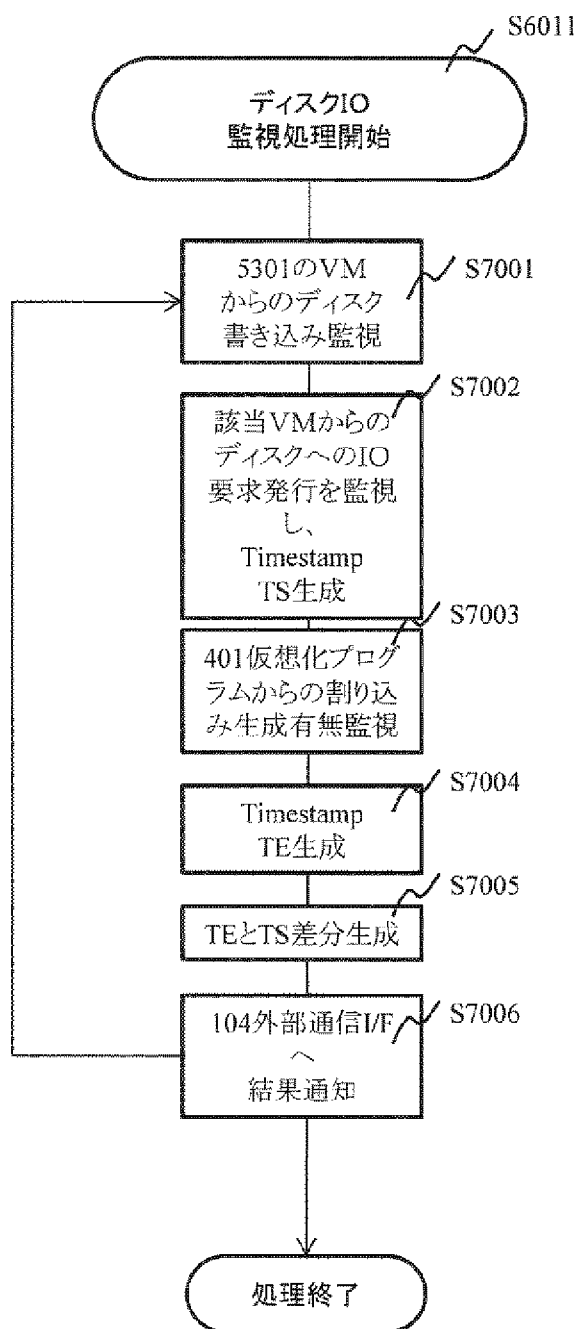 S6011
ディスクIO
監視処理開始
5301のVM
からのディスク
書き込み監視
S7001
S7002
該当VMからの
ディスクへのIO
要求発行を監視
し、
Timestamp
TS生成
S7003
401仮想化プログ
ラムからの割り込
み生成有無監視
S7004
Timestamp
TE生成
S7005
TEとTS差分生成
S7006
104外部通信I/F
へ
結果通知
処理終了